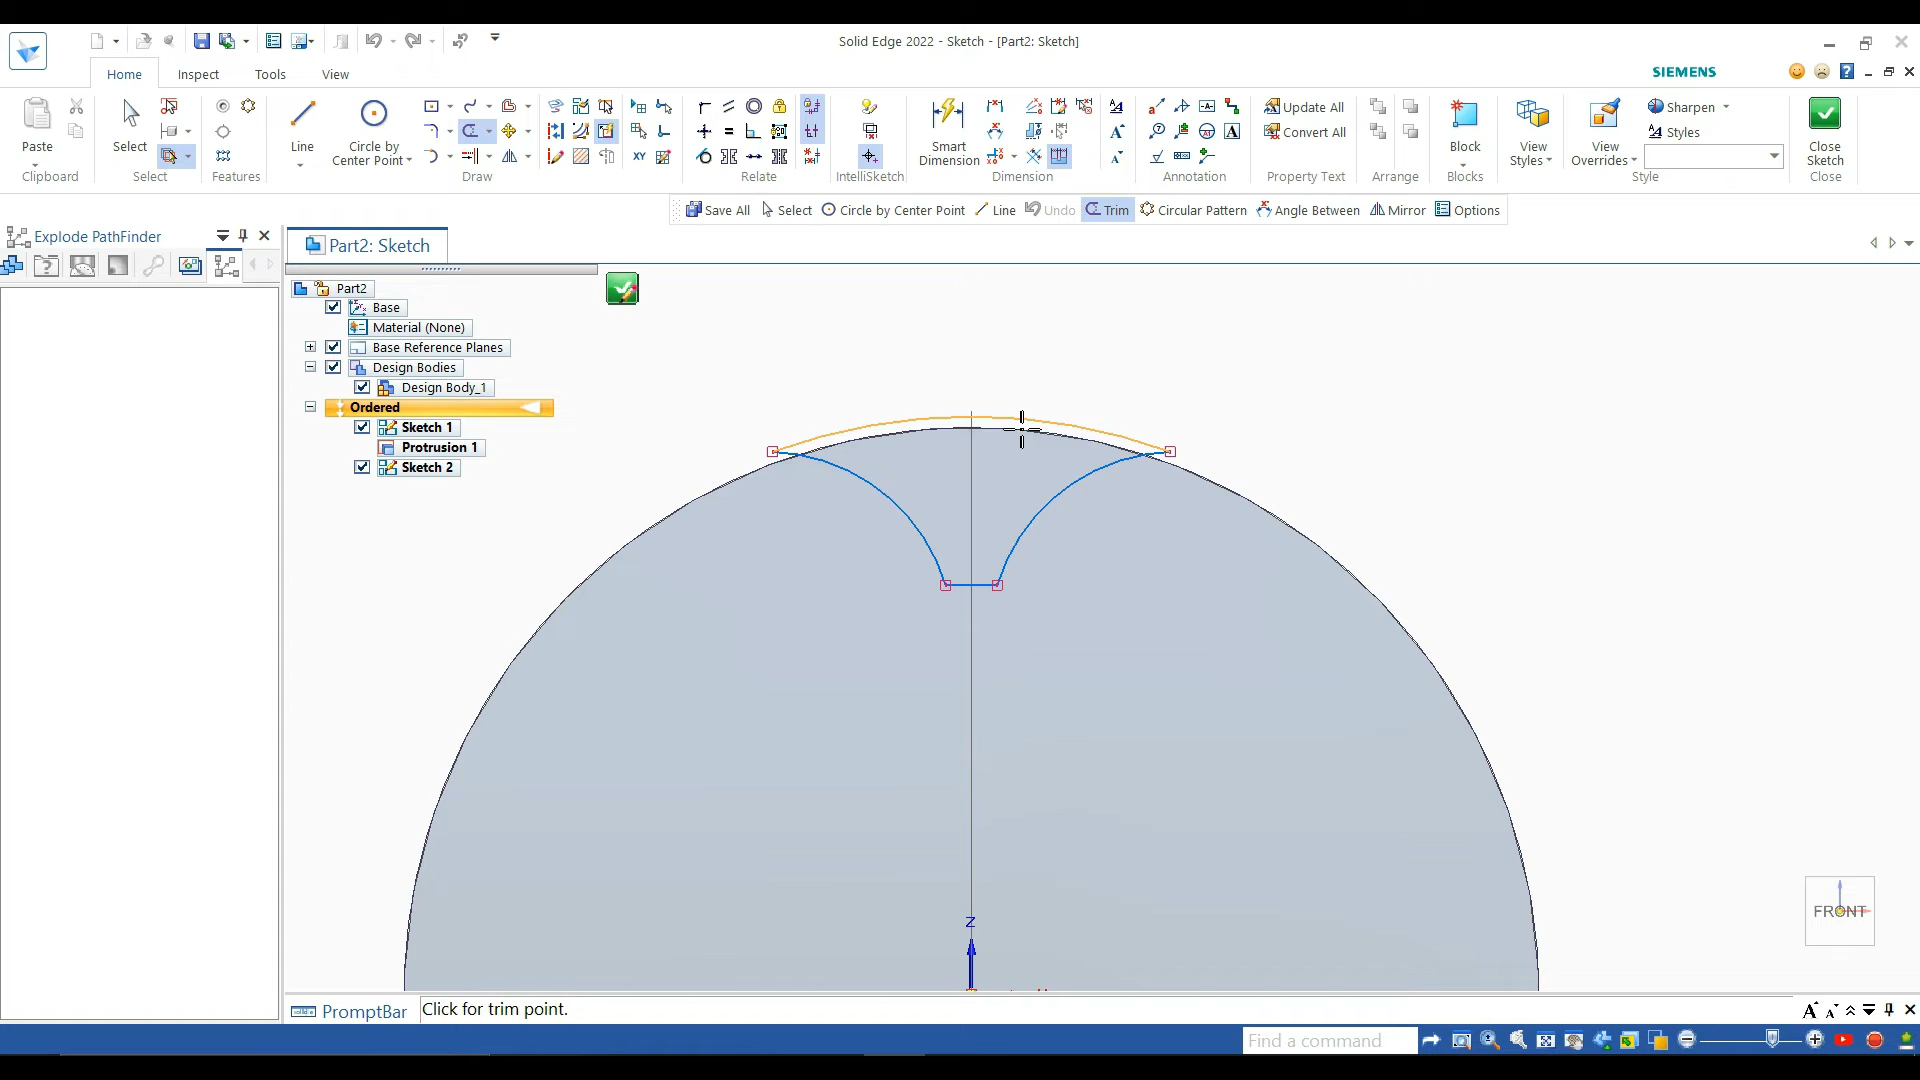 Solid Edge 2022 - Sketch - [Part2: Sketch]
Home
Inspect
Tools
View
SIEMENS
Paste
Clipboard
Select
Select
Features
Line
Circle by
Center Point
Draw
Relate
IntelliSketch
Smart
Dimension
Dimension
Annotation
Update All
Convert All
Property Text
Arrange
Block
Blocks
View
Styles
View
Overrides
Sharpen
Styles
Style
Close
Sketch
Close
Save All
Select
Circle by Center Point
Line
Undo
Trim
Circular Pattern
Angle Between
Mirror
Options
Explode PathFinder
Part2: Sketch
Part2
Base
Material (None)
Base Reference Planes
Design Bodies
Design Body_1
Ordered
Sketch 1
Protrusion 1
Sketch 2
Z
FRONT
PromptBar
Click for trim point.
Find a command